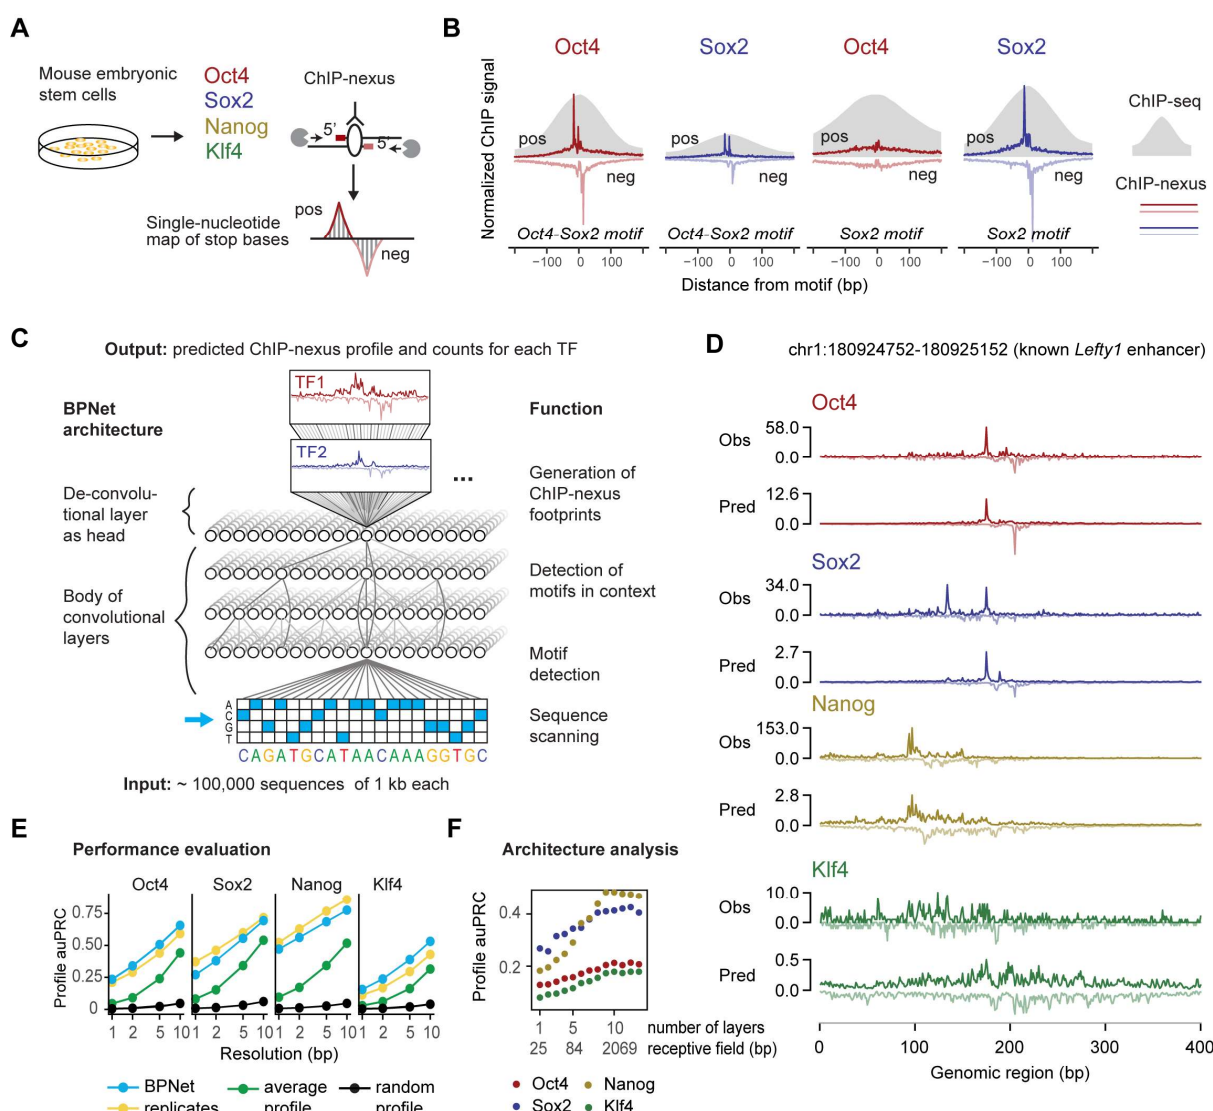 A
Mouse embryonic
stem cells
Oct4
Sox2
Nanog
Klf4
ChIP-nexus
5'
5'
Single-nucleotide
map of stop bases
pos
neg
B
Normalized ChIP signal
Oct4
Sox2
Oct4
Sox2
pos
neg
pos
neg
pos
neg
pos
neg
Oct4-Sox2 motif
Oct4-Sox2 motif
Sox2 motif
Sox2 motif
−100 0 100
−100 0 100
−100 0 100
−100 0 100
Distance from motif (bp)
ChIP-seq
ChIP-nexus
C
Output: predicted ChIP-nexus profile and counts for each TF
BPNet
architecture
TF1
TF2
...
Function
De-convolu-
tional layer
as head
Generation of
ChIP-nexus
footprints
Body of
convolutional
layers
Detection of
motifs in context
Motif
detection
A
C
G
T
Sequence
scanning
CAGATGCATAACAAAGGTGC
Input: ~ 100,000 sequences of 1 kb each
D
chr1:180924752-180925152 (known Lefty1 enhancer)
Oct4
Obs
58.0
0.0
Pred
12.6
0.0
Sox2
Obs
34.0
0.0
Pred
2.7
0.0
Nanog
Obs
153.0
0.0
Pred
2.8
0.0
Klf4
Obs
10.0
0.0
Pred
0.5
0.0
0 100 200 300 400
Genomic region (bp)
E
Performance evaluation
Oct4
Sox2
Nanog
Klf4
Profile auPRC
0.75
0.50
0.25
0
1 2 5 10
1 2 5 10
1 2 5 10
1 2 5 10
Resolution (bp)
BPNet
replicates
average
profile
random
profile
F
Architecture analysis
Profile auPRC
0.4
0.2
1 5 10 number of layers
25 84 2069 receptive field (bp)
Oct4
Nanog
Sox2
Klf4